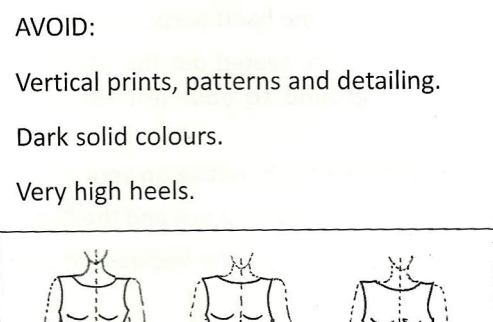 AVOID:
Vertical prints, patterns and detailing.
Dark solid colours.
Very high heels.